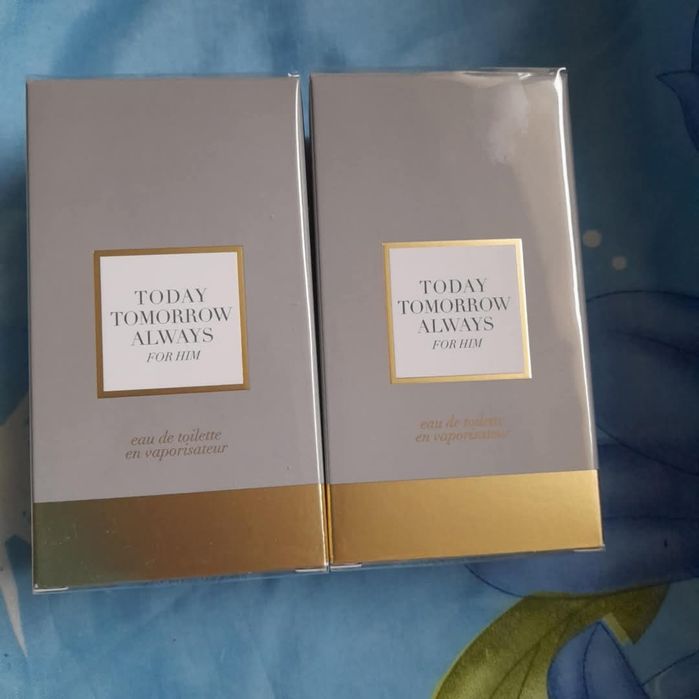 TODAY
TOMORROW
ALWAYS
FOR HIM
eau de toilette
en vaporisateur
TODAY
TOMORROW
ALWAYS
FOR HIM
eau de toilette
en vaporisateur